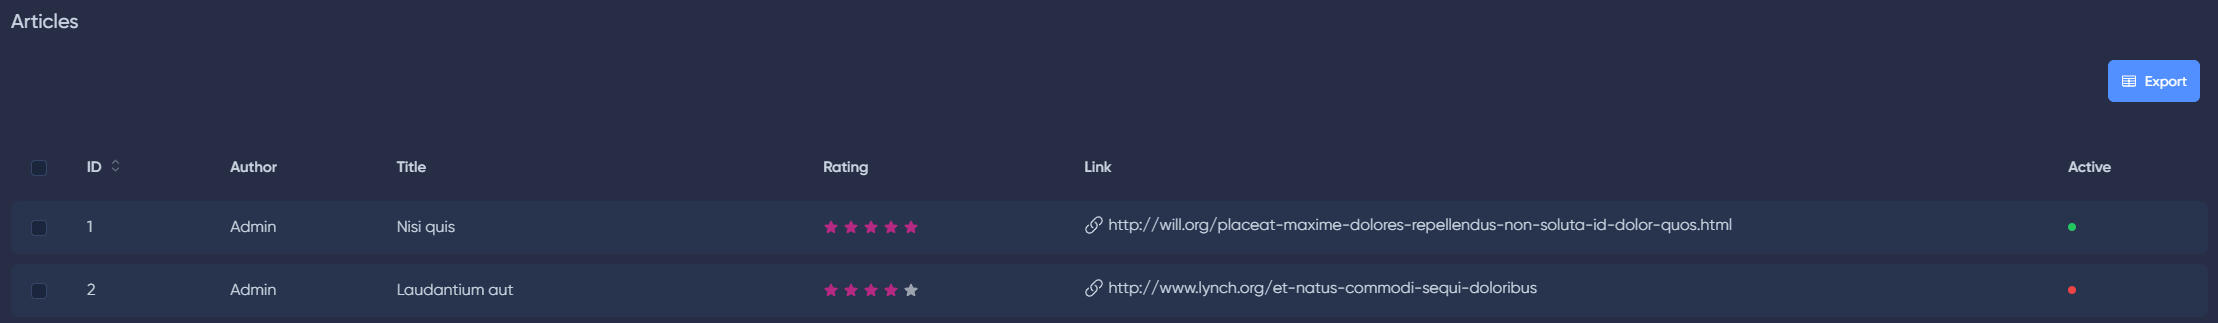 Articles
Export
ID Author Title Rating Link Active
1 Admin Nisi quis http://will.org/placeat-maxime-dolores-repellendus-non-soluta-id-dolor-quos.html
2 Admin Laudantium aut http://www.lynch.org/et-natus-commodi-sequi-doloribus